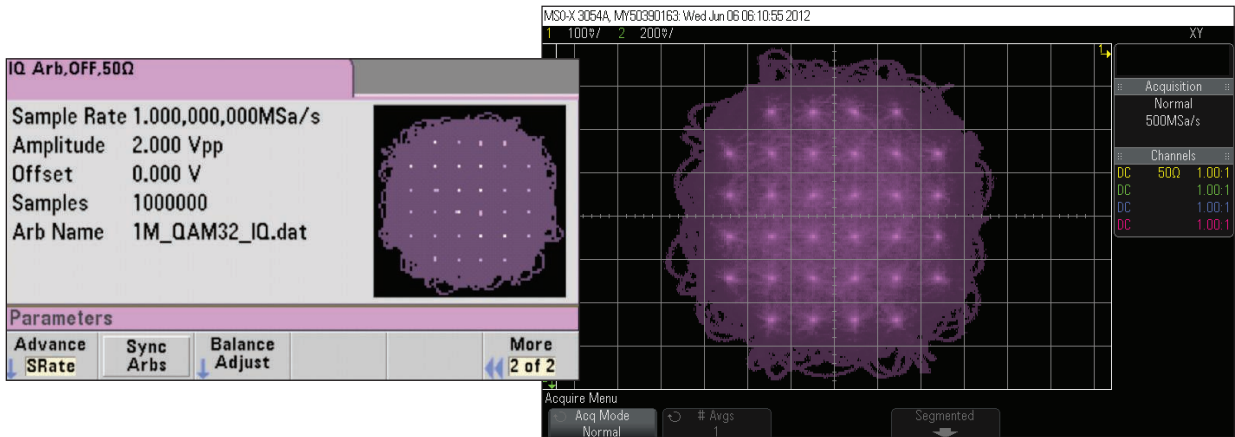 IQ Arb,OFF,50Ω
Sample Rate 1.000,000,000MSa/s
Amplitude 2.000 Vpp
Offset 0.000 V
Samples 1000000
Arb Name 1M_QAM32_IQ.dat
Parameters
Advance
SRate
Sync
Arbs
Balance
Adjust
More
2 of 2
MSO-X 3054A, MY50390163: Wed Jun 06 06:10:55 2012
1 100%/ 2 200%/ XY
Acquisition
Normal
500MSa/s
Channels
DC 50Ω 1.00:1
DC 1.00:1
DC 1.00:1
DC 1.00:1
Acquire Menu
Acq Mode
Normal
# Avgs
1
Segmented